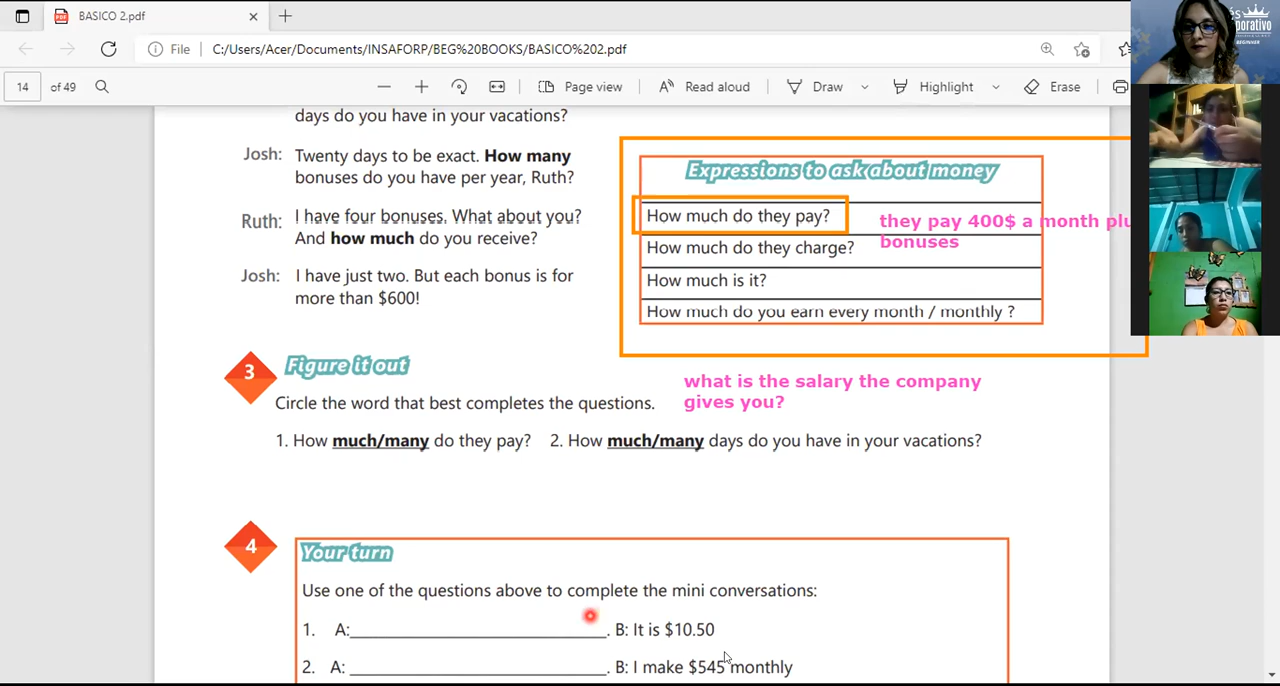 BASICO 2.pdf
File
C:/Users/Acer/Documents/INSAFORP/BEG%20BOOKS/BASICO%202.pdf
14
of 49
Page view
Read aloud
Draw
Highlight
Erase
days do you have in your vacations?
Josh: Twenty days to be exact. How many
bonuses do you have per year, Ruth?
Ruth: I have four bonuses. What about you?
And how much do you receive?
Josh: I have just two. But each bonus is for
more than $600!
Expressions to ask about money
How much do they pay?
they pay 400$ a month plu
bonuses
How much do they charge?
How much is it?
How much do you earn every month / monthly ?
what is the salary the company
gives you?
3
Figure it out
Circle the word that best completes the questions.
1. How much/many do they pay? 2. How much/many days do you have in your vacations?
4
Your turn
Use one of the questions above to complete the mini conversations:
1. A:____________________________. B: It is $10.50
2. A: ____________________________. B: I make $545 monthly
BEGINNER